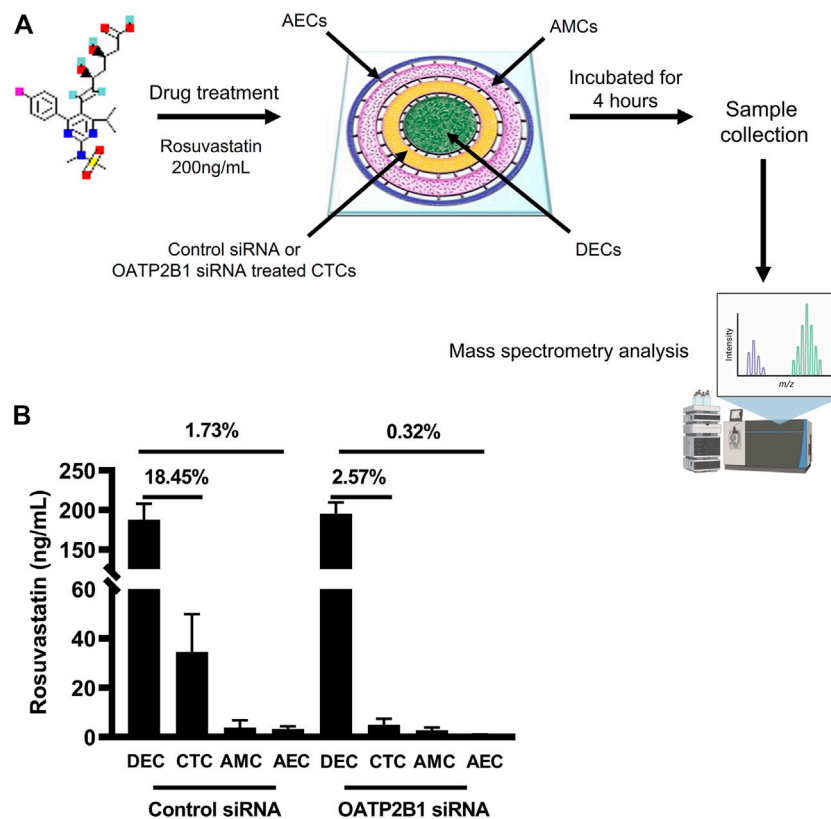 A
AECs
AMCs
Drug treatment
Rosuvastatin
200ng/mL
Incubated for
4 hours
Sample
collection
Control siRNA or
OATP2B1 siRNA treated CTCs
DECs
Mass spectrometry analysis
Intensity
m/z
B
1.73%
0.32%
18.45%
2.57%
Rosuvastatin (ng/mL)
250
200
150
60
40
20
0
DEC CTC AMC AEC DEC CTC AMC AEC
Control siRNA OATP2B1 siRNA